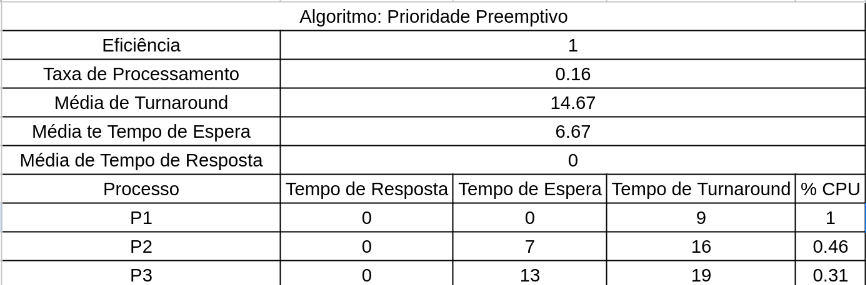 Algoritmo: Prioridade Preemptivo
Eficiência 1
Taxa de Processamento 0.16
Média de Turnaround 14.67
Média te Tempo de Espera 6.67
Média de Tempo de Resposta 0
Processo Tempo de Resposta Tempo de Espera Tempo de Turnaround % CPU
P1 0 0 9 1
P2 0 7 16 0.46
P3 0 13 19 0.31